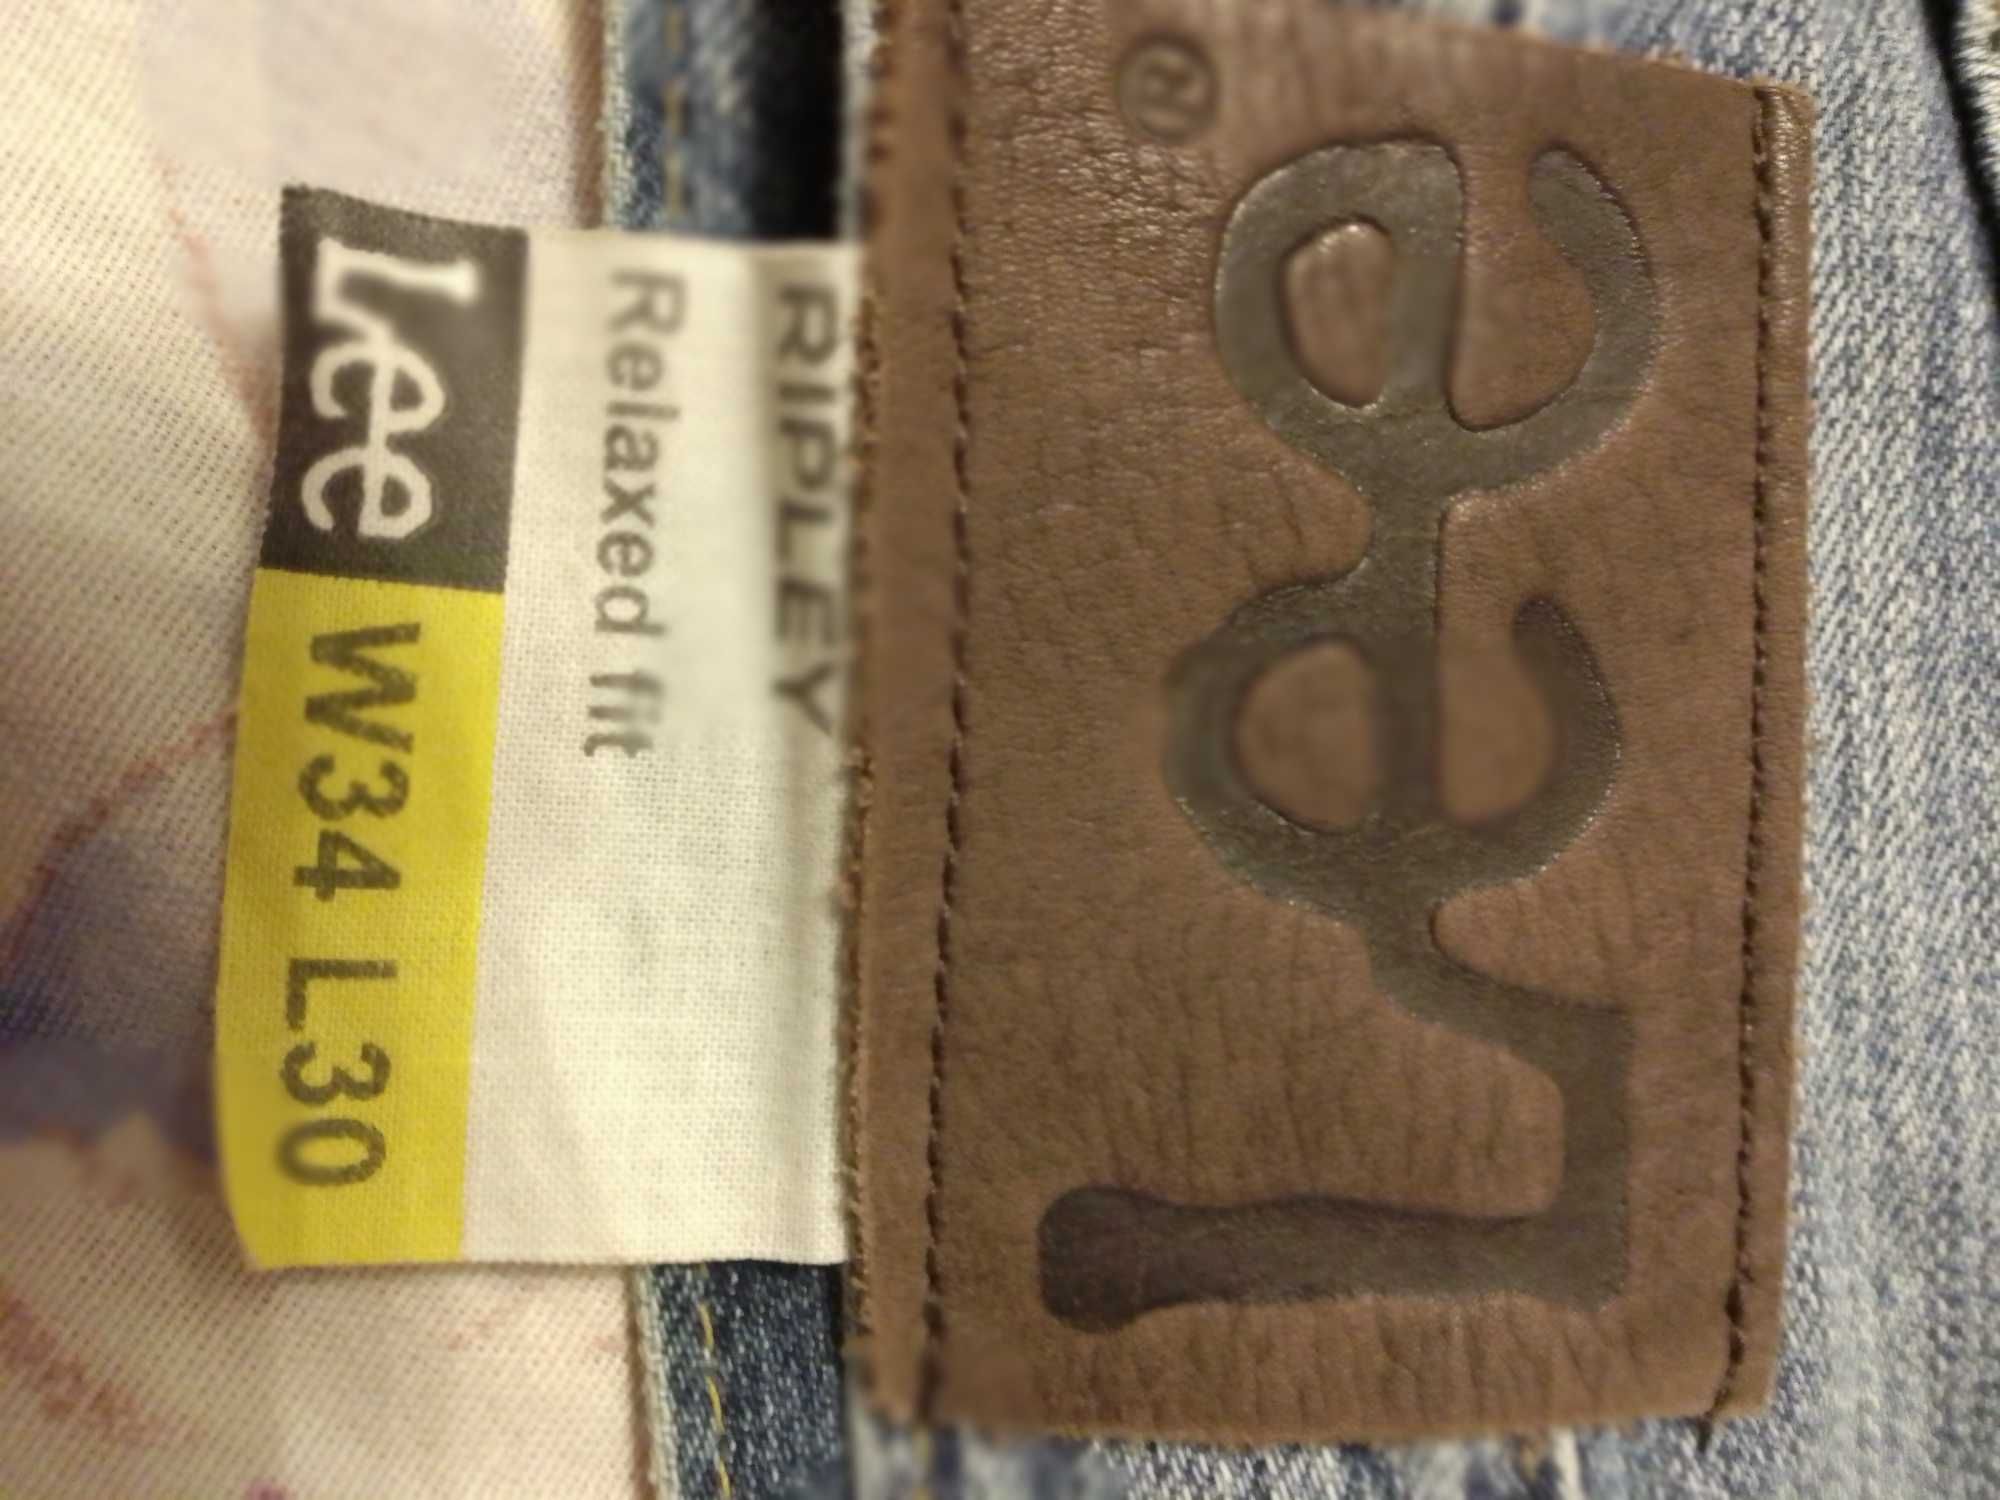 RIPLEY
Relaxed fit
Lee W34 L30
Lee ®